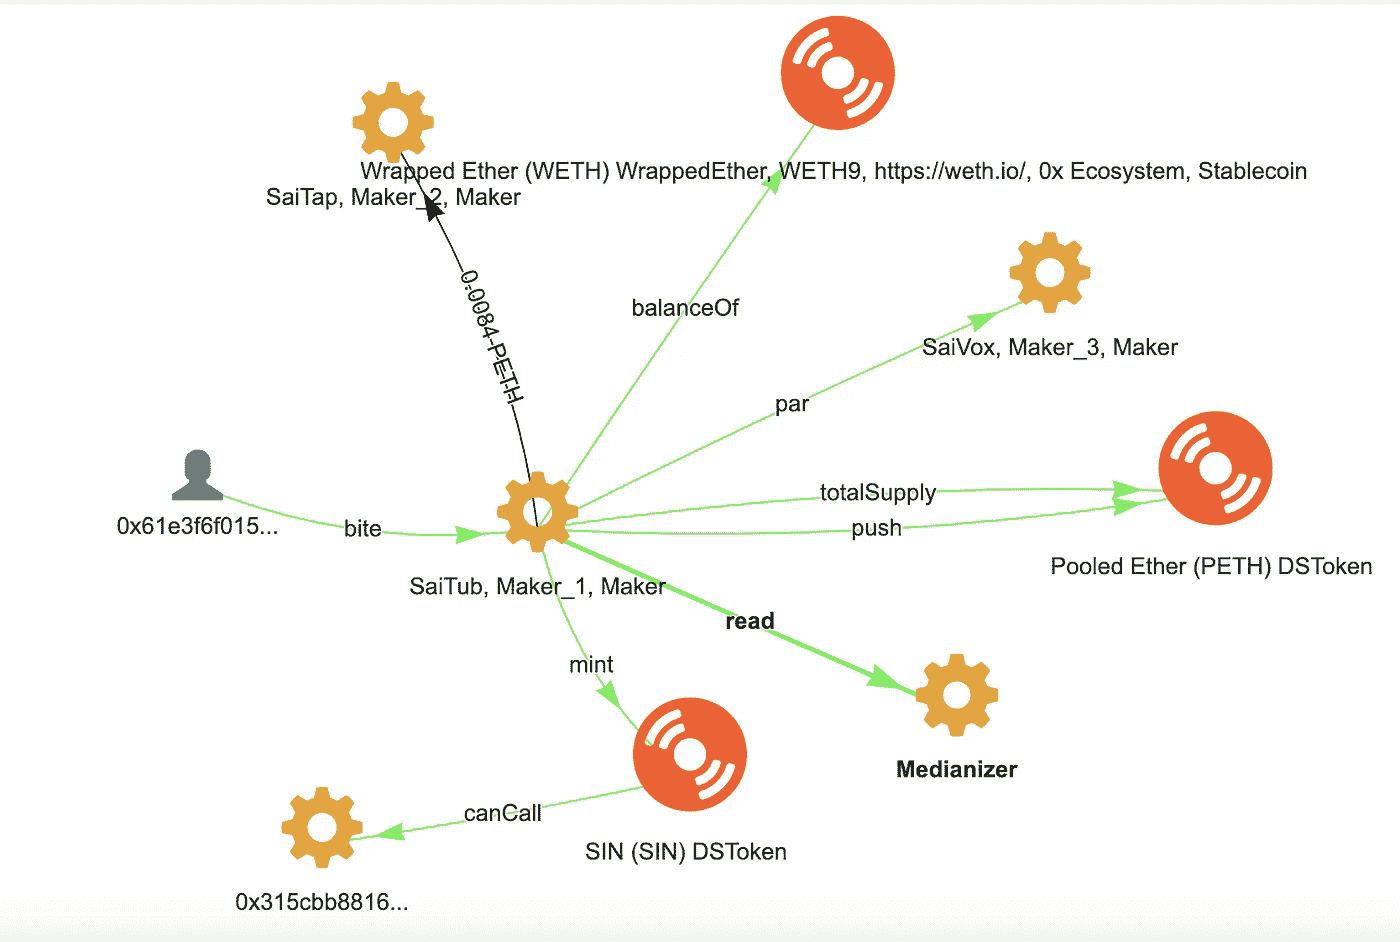 Wrapped Ether (WETH) WrappedEther, WETH9, https://weth.io/, 0x Ecosystem, Stablecoin
SaiTap, Maker_2, Maker
0.0084 PETH
balanceOf
SaiVox, Maker_3, Maker
par
totalSupply
push
0x61e3f6f015...
bite
Pooled Ether (PETH) DSToken
SaiTub, Maker_1, Maker
read
mint
Medianizer
canCall
SIN (SIN) DSToken
0x315cbb8816...